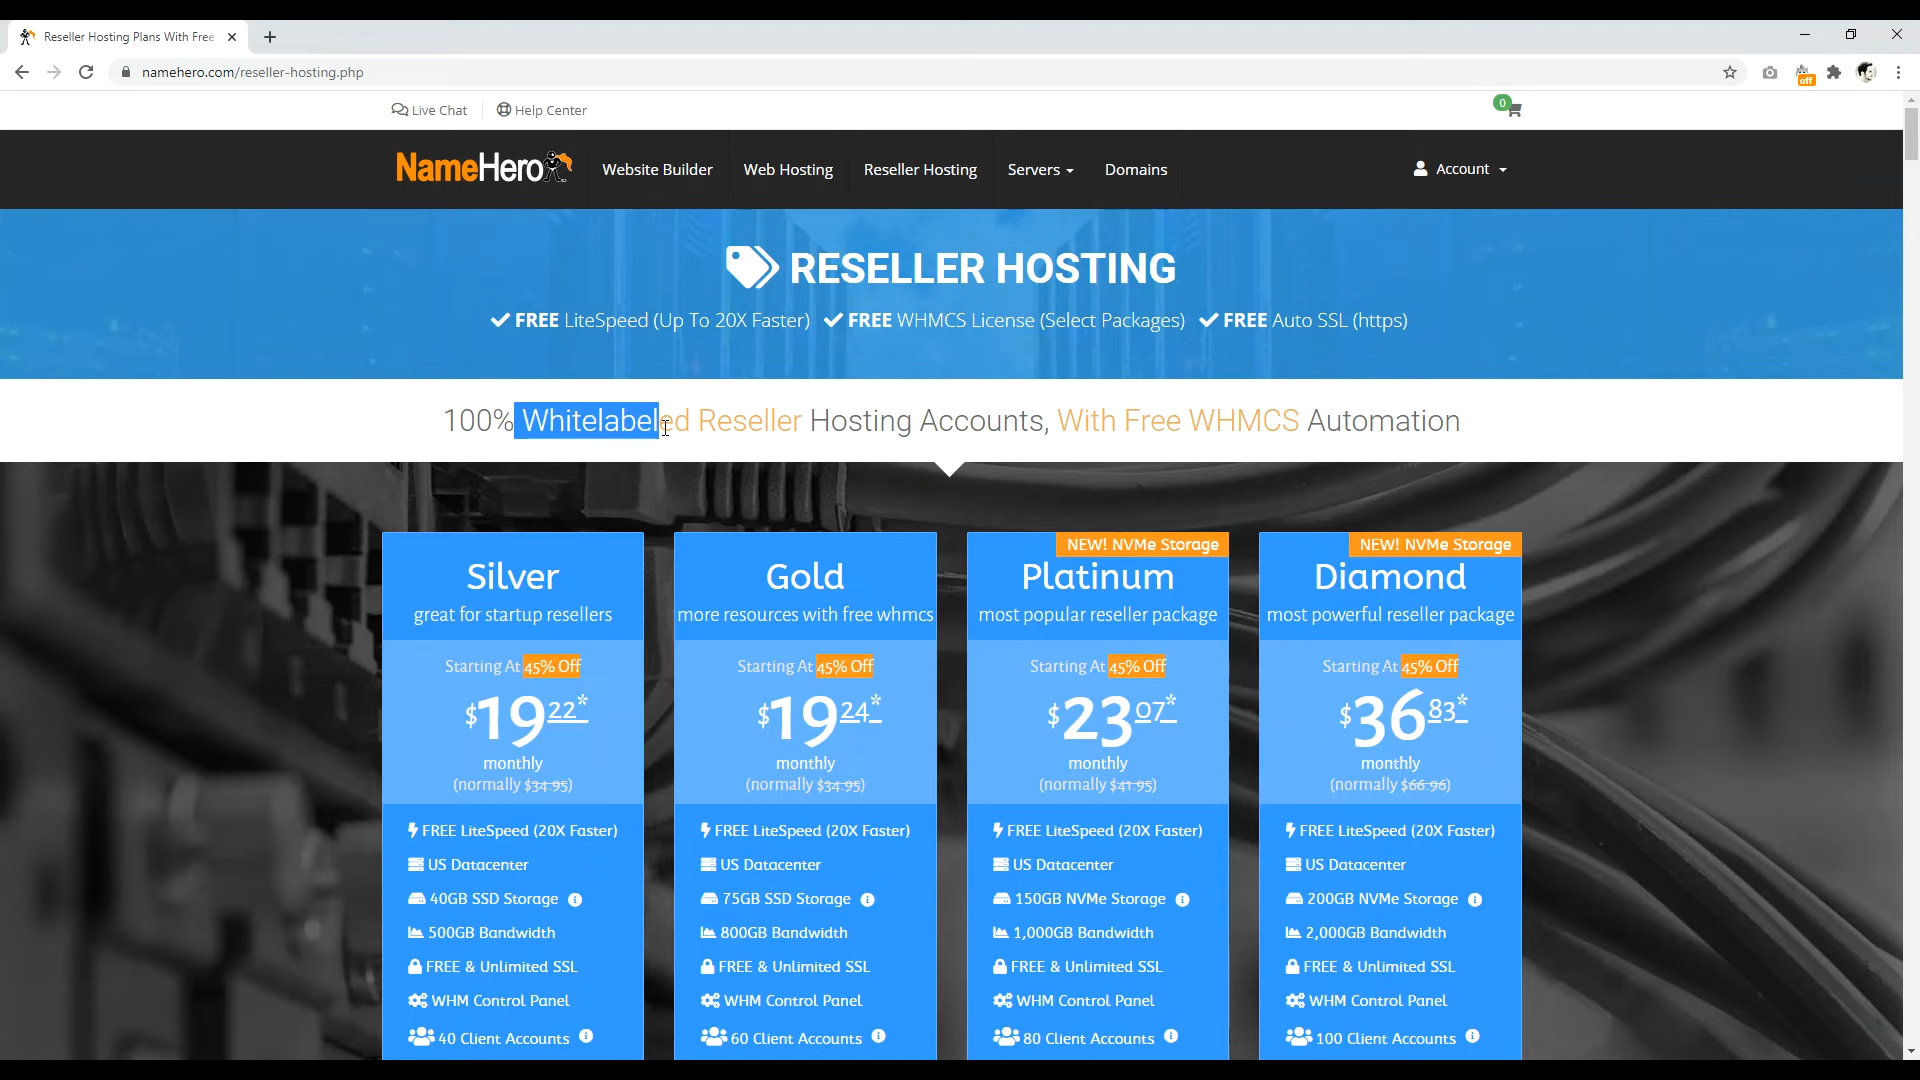 Reseller Hosting Plans With Free
namehero.com/reseller-hosting.php
off
Live Chat
Help Center
0
NameHero
Website Builder
Web Hosting
Reseller Hosting
Servers
Domains
Account
RESELLER HOSTING
FREE LiteSpeed (Up To 20X Faster) FREE WHMCS License (Select Packages) FREE Auto SSL (https)
100% Whitelabeled Reseller Hosting Accounts, With Free WHMCS Automation
Silver
great for startup resellers
Starting At 45% Off
$19 22*
monthly
(normally $34.95)
FREE LiteSpeed (20X Faster)
US Datacenter
40GB SSD Storage
500GB Bandwidth
FREE & Unlimited SSL
WHM Control Panel
40 Client Accounts
Gold
more resources with free whmcs
Starting At 45% Off
$19 24*
monthly
(normally $34.95)
FREE LiteSpeed (20X Faster)
US Datacenter
75GB SSD Storage
800GB Bandwidth
FREE & Unlimited SSL
WHM Control Panel
60 Client Accounts
NEW! NVMe Storage
Platinum
most popular reseller package
Starting At 45% Off
$23 07*
monthly
(normally $41.95)
FREE LiteSpeed (20X Faster)
US Datacenter
150GB NVMe Storage
1,000GB Bandwidth
FREE & Unlimited SSL
WHM Control Panel
80 Client Accounts
NEW! NVMe Storage
Diamond
most powerful reseller package
Starting At 45% Off
$36 83*
monthly
(normally $66.96)
FREE LiteSpeed (20X Faster)
US Datacenter
200GB NVMe Storage
2,000GB Bandwidth
FREE & Unlimited SSL
WHM Control Panel
100 Client Accounts